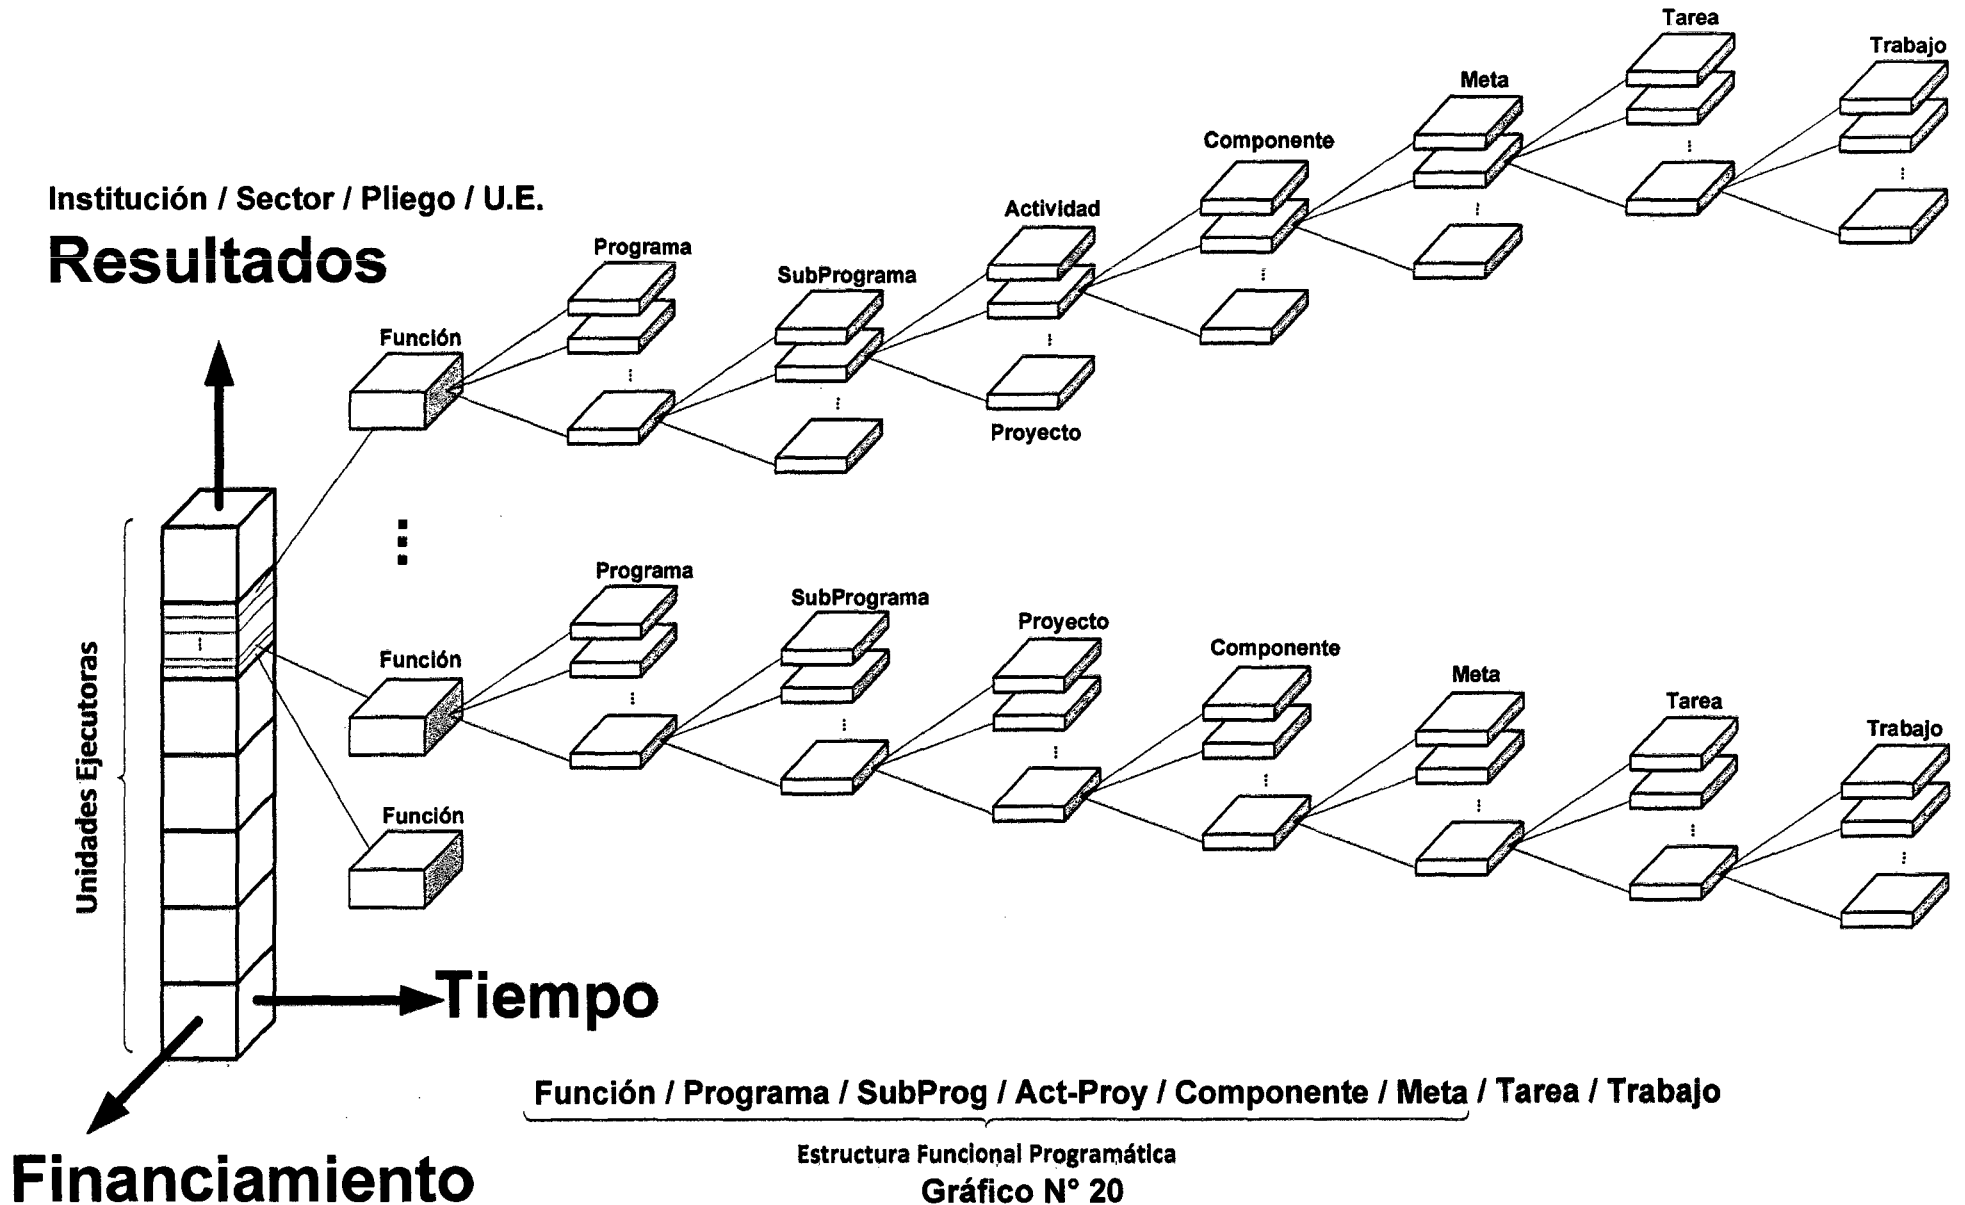 Tarea
Trabajo
Meta
Componente
Institución / Sector / Pliego / U.E.
Resultados
Actividad
Programa
SubPrograma
Función
Proyecto
Programa
SubPrograma
Proyecto
Función
Componente
Meta
Tarea
Trabajo
Función
Unidades Ejecutoras
Tiempo
Función / Programa / SubProg / Act-Proy / Componente / Meta / Tarea / Trabajo
Estructura Funcional Programática
Financiamiento
Gráfico N° 20